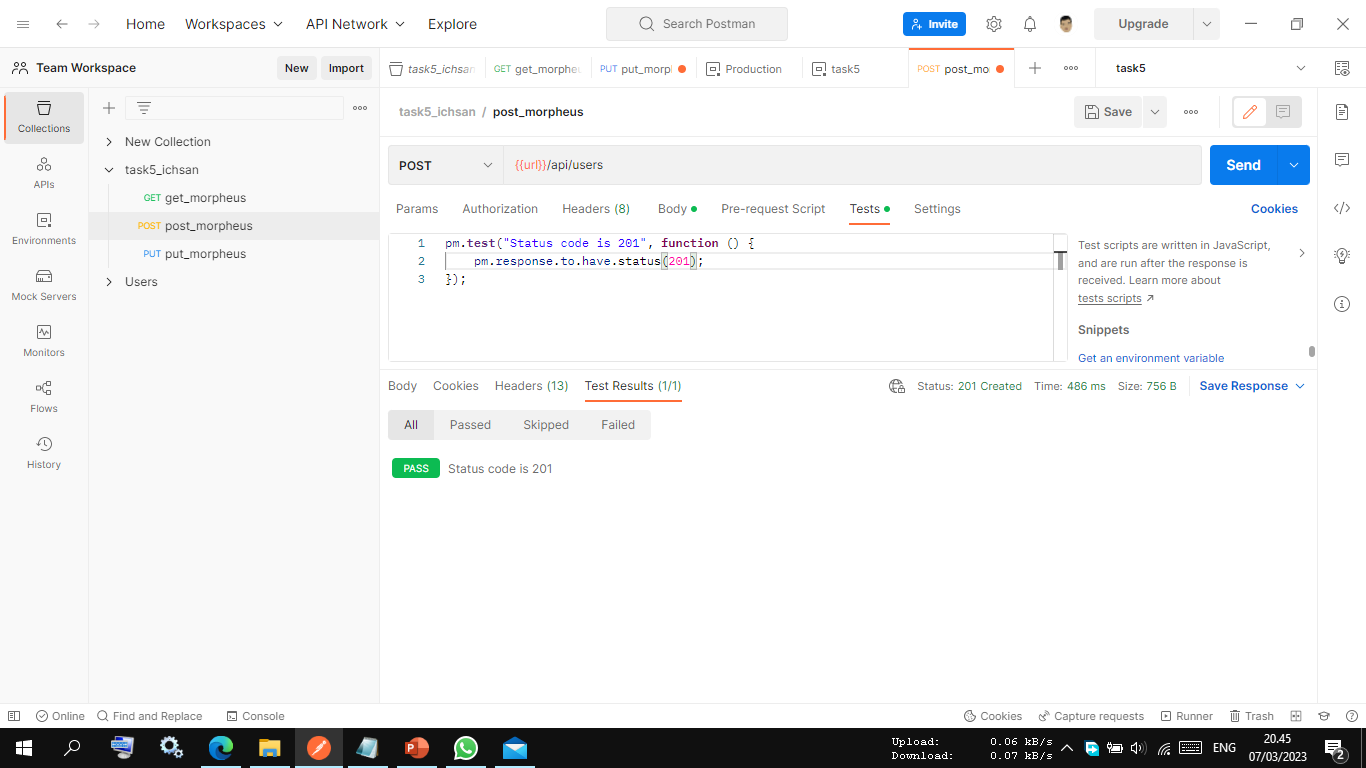 Home Workspaces API Network Explore Search Postman Invite Upgrade
Team Workspace New Import task5_ichsan GET get_morpheu PUT put_morpl Production task5 POST post_mo task5
task5_ichsan / post_morpheus Save
Collections
APIs
Environments
Mock Servers
Monitors
Flows
History
New Collection
task5_ichsan
GET get_morpheus
POST post_morpheus
PUT put_morpheus
Users
POST {{url}}/api/users Send
Params Authorization Headers (8) Body Pre-request Script Tests Settings Cookies
1 pm.test("Status code is 201", function () {
2 pm.response.to.have.status(201);
3 });
Test scripts are written in JavaScript,
and are run after the response is
received. Learn more about
tests scripts ↗
Snippets
Get an environment variable
Body Cookies Headers (13) Test Results (1/1) Status: 201 Created Time: 486 ms Size: 756 B Save Response
All Passed Skipped Failed
PASS Status code is 201
Online Find and Replace Console Cookies Capture requests Runner Trash
Upload: 0.06 kB/s
Download: 0.07 kB/s
ENG
20.45
07/03/2023
2